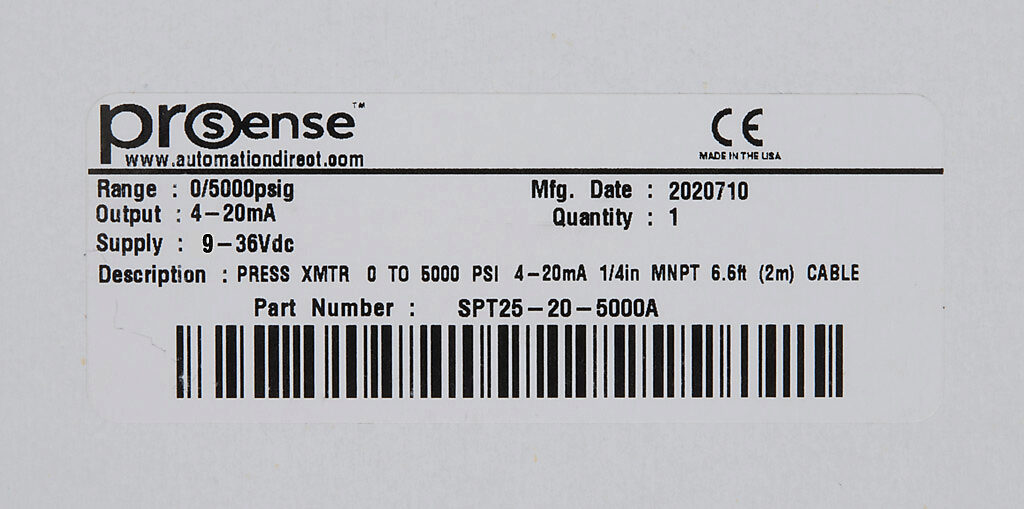 prosense™
www.automationdirect.com
CE
MADE IN THE USA
Range : 0/5000psig
Mfg. Date : 2020710
Output : 4-20mA
Quantity : 1
Supply : 9-36Vdc
Description : PRESS XMTR 0 TO 5000 PSI 4-20mA 1/4in MNPT 6.6ft (2m) CABLE
Part Number : SPT25-20-5000A